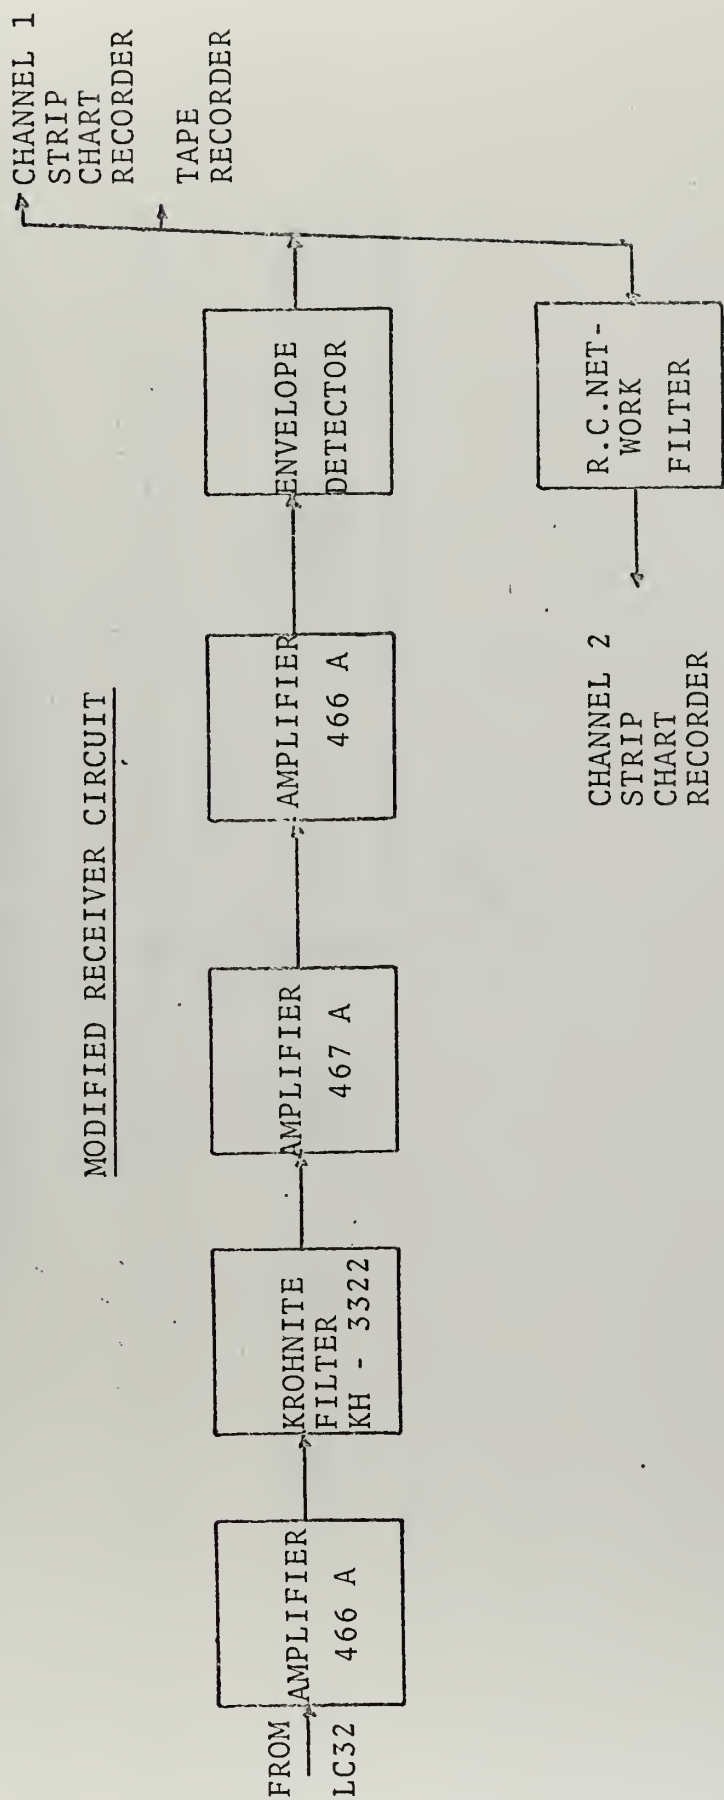 MODIFIED RECEIVER CIRCUIT
FROM
LC32
AMPLIFIER
466 A
KROHNITE
FILTER
KH - 3322
AMPLIFIER
467 A
AMPLIFIER
466 A
ENVELOPE
DETECTOR
CHANNEL 1
STRIP
CHART
RECORDER
TAPE
RECORDER
R.C.NET-
WORK
FILTER
CHANNEL 2
STRIP
CHART
RECORDER